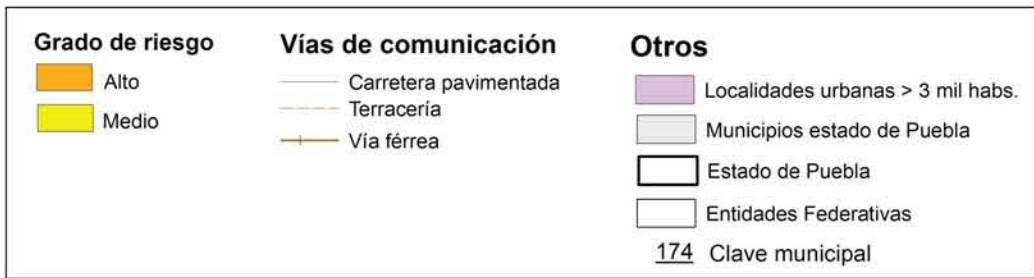 Grado de riesgo
Alto
Medio
Vías de comunicación
Carretera pavimentada
Terracería
Vía férrea
Otros
Localidades urbanas > 3 mil habs.
Municipios estado de Puebla
Estado de Puebla
Entidades Federativas
174 Clave municipal